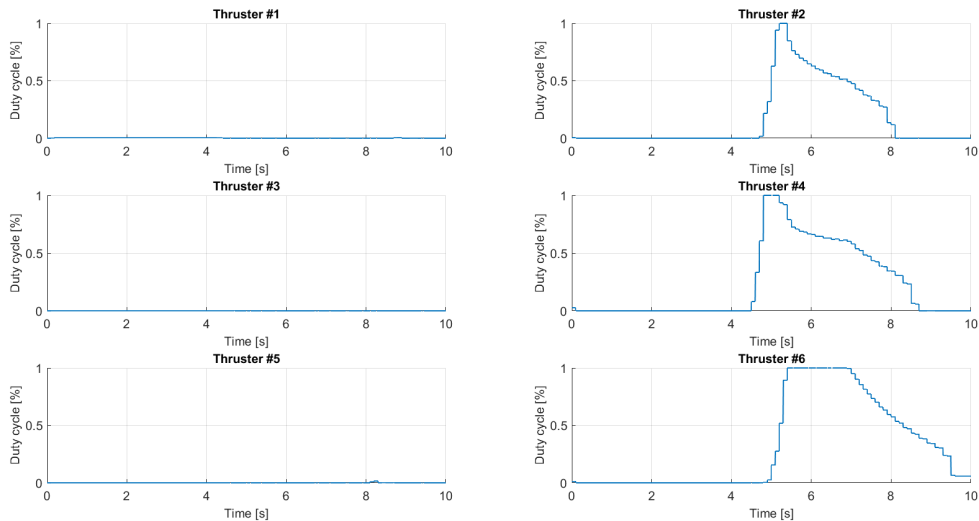 Thruster #1
Duty cycle [%]
1
0.5
0
0 2 4 6 8 10
Time [s]
Thruster #2
Duty cycle [%]
1
0.5
0
0 2 4 6 8 10
Time [s]
Thruster #3
Duty cycle [%]
1
0.5
0
0 2 4 6 8 10
Time [s]
Thruster #4
Duty cycle [%]
1
0.5
0
0 2 4 6 8 10
Time [s]
Thruster #5
Duty cycle [%]
1
0.5
0
0 2 4 6 8 10
Time [s]
Thruster #6
Duty cycle [%]
1
0.5
0
0 2 4 6 8 10
Time [s]